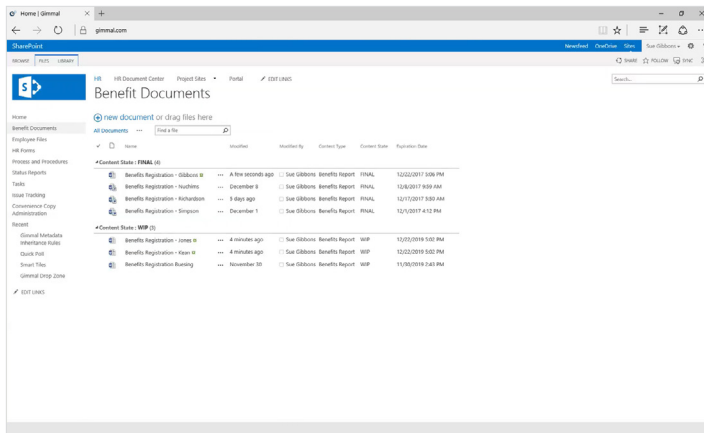 Home | Gimmal
gimmal.com
SharePoint
Newsfeed OneDrive Sites Sue Gibbons
BROWSE FILES LIBRARY
SHARE FOLLOW SYNC
HR HR Document Center Project Sites Portal EDIT LINKS
Search...
Benefit Documents
Home
Benefit Documents
Employee Files
HR Forms
Process and Procedures
Status Reports
Tasks
Issue Tracking
Convenience Copy
Administration
Recent
Gimmal Metadata
Inheritance Rules
Quick Poll
Smart Tiles
Gimmal Drop Zone
EDIT LINKS
new document or drag files here
All Documents ... Find a file
Name Modified Modified By Content Type Content State Expiration Date
Content State : FINAL (4)
Benefits Registration - Gibbons ... A few seconds ago Sue Gibbons Benefits Report FINAL 12/22/2017 5:06 PM
Benefits Registration - Nuchims ... December 8 Sue Gibbons Benefits Report FINAL 12/8/2017 9:59 AM
Benefits Registration - Richardson ... 5 days ago Sue Gibbons Benefits Report FINAL 12/17/2017 5:50 AM
Benefits Registration - Simpson ... December 1 Sue Gibbons Benefits Report FINAL 12/1/2017 4:12 PM
Content State : WIP (3)
Benefits Registration - Jones ... 4 minutes ago Sue Gibbons Benefits Report WIP 12/22/2019 5:02 PM
Benefits Registration - Kean ... 4 minutes ago Sue Gibbons Benefits Report WIP 12/22/2019 5:02 PM
Benefits Registration Buesing ... November 30 Sue Gibbons Benefits Report WIP 11/30/2019 2:43 PM